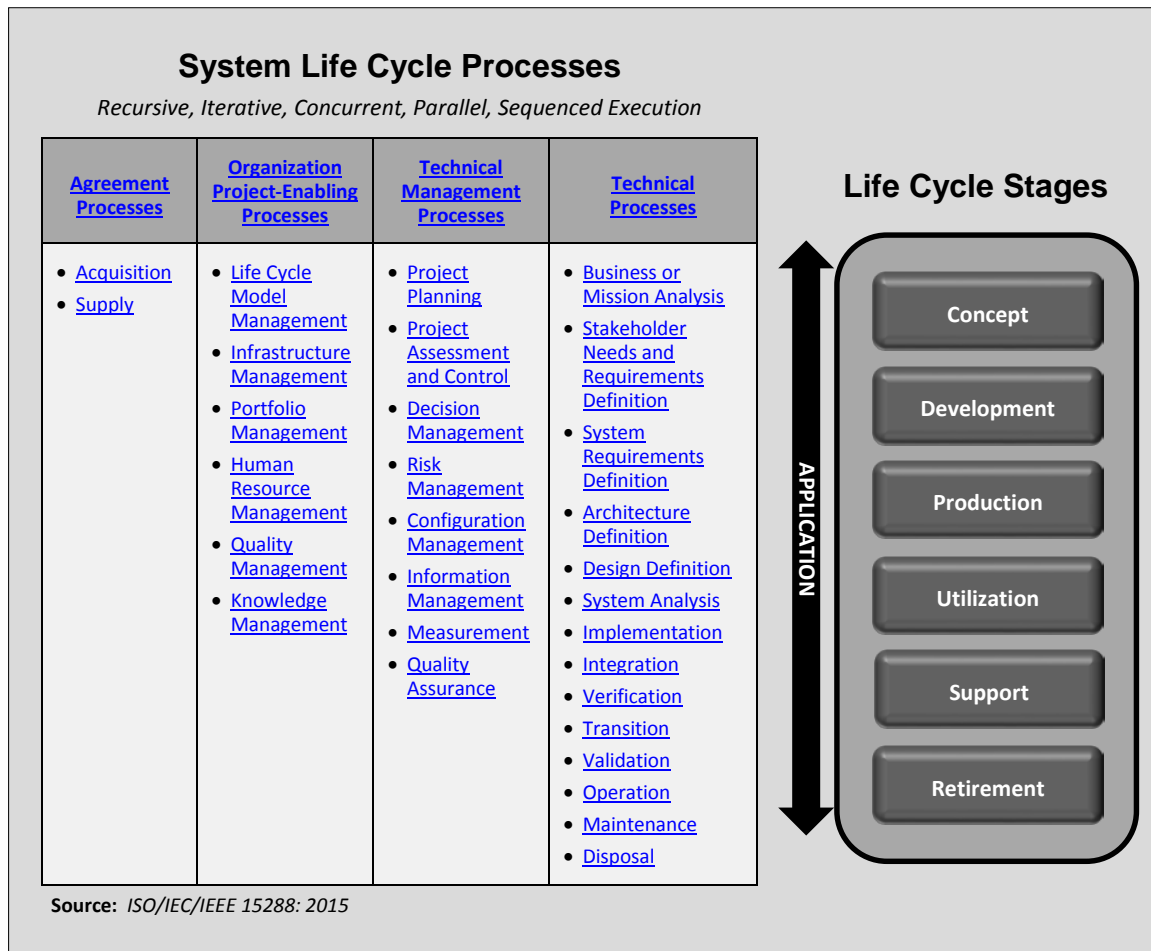 System Life Cycle Processes
Recursive, Iterative, Concurrent, Parallel, Sequenced Execution
Agreement
Processes
Organization
Project-Enabling
Processes
Technical
Management
Processes
Technical
Processes
• Acquisition
• Supply
• Life Cycle
Model
Management
• Infrastructure
Management
• Portfolio
Management
• Human
Resource
Management
• Quality
Management
• Knowledge
Management
• Project
Planning
• Project
Assessment
and Control
• Decision
Management
• Risk
Management
• Configuration
Management
• Information
Management
• Measurement
• Quality
Assurance
• Business or
Mission Analysis
• Stakeholder
Needs and
Requirements
Definition
• System
Requirements
Definition
• Architecture
Definition
• Design Definition
• System Analysis
• Implementation
• Integration
• Verification
• Transition
• Validation
• Operation
• Maintenance
• Disposal
Source: ISO/IEC/IEEE 15288: 2015
Life Cycle Stages
APPLICATION
Concept
Development
Production
Utilization
Support
Retirement